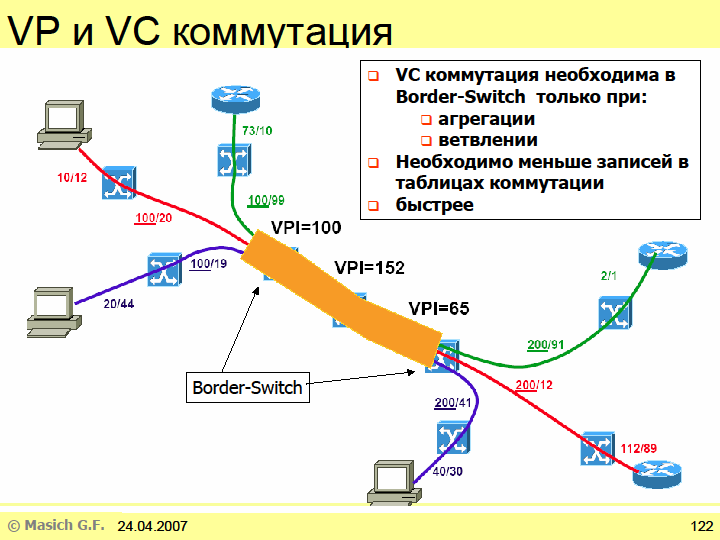 VP и VC коммутация
VC коммутация необходима в
Border-Switch только при:
агрегации
ветвлении
Необходимо меньше записей в
таблицах коммутации
быстрее
73/10
10/12
100/99
100/20
VPI=100
100/19
VPI=152
2/1
20/44
VPI=65
200/91
Border-Switch
200/12
200/41
112/89
40/30
© Masich G.F.
24.04.2007
122